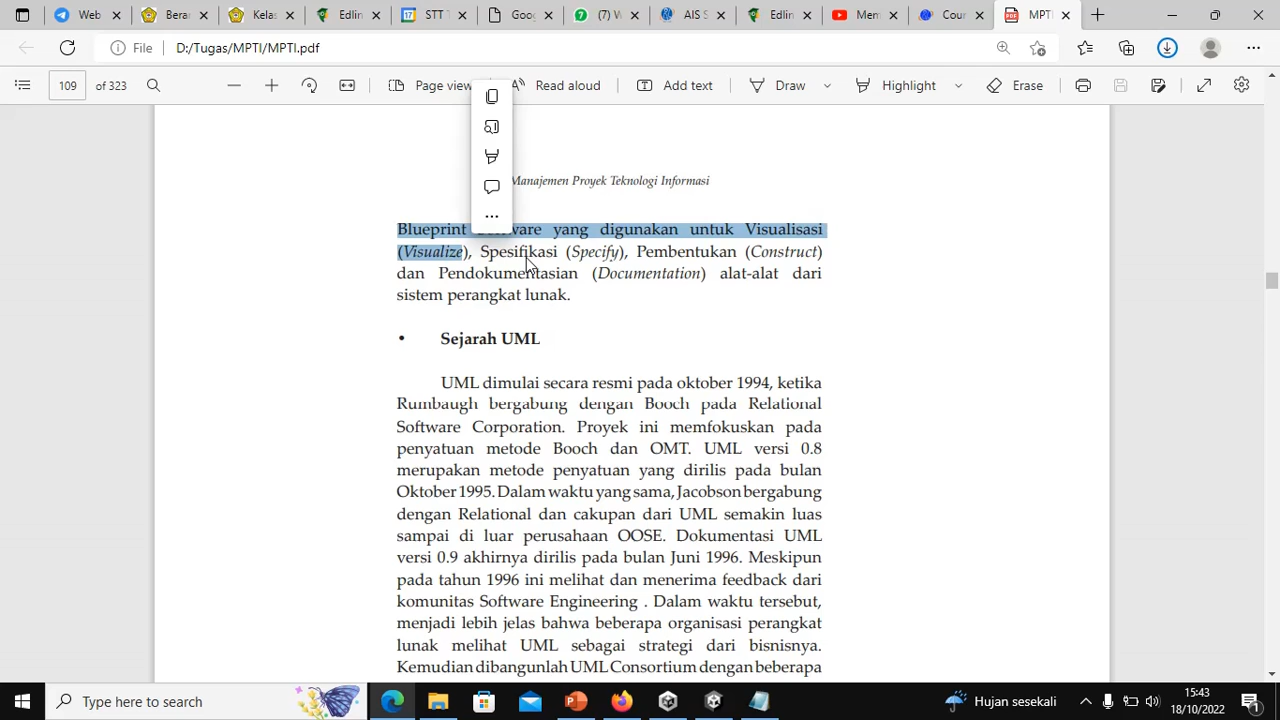 Web
Beran
Kelas
Edlin
STT
Goog
(7) W
AIS S
Edlin
Mem
Cour
MPTI
File
D:/Tugas/MPTI/MPTI.pdf
109 of 323
Page view
Read aloud
Add text
Draw
Highlight
Erase
Manajemen Proyek Teknologi Informasi
Blueprint Software yang digunakan untuk Visualisasi
(Visualize), Spesifikasi (Specify), Pembentukan (Construct)
dan Pendokumentasian (Documentation) alat-alat dari
sistem perangkat lunak.
• Sejarah UML
UML dimulai secara resmi pada oktober 1994, ketika
Rumbaugh bergabung dengan Booch pada Relational
Software Corporation. Proyek ini memfokuskan pada
penyatuan metode Booch dan OMT. UML versi 0.8
merupakan metode penyatuan yang dirilis pada bulan
Oktober 1995. Dalam waktu yang sama, Jacobson bergabung
dengan Relational dan cakupan dari UML semakin luas
sampai di luar perusahaan OOSE. Dokumentasi UML
versi 0.9 akhirnya dirilis pada bulan Juni 1996. Meskipun
pada tahun 1996 ini melihat dan menerima feedback dari
komunitas Software Engineering . Dalam waktu tersebut,
menjadi lebih jelas bahwa beberapa organisasi perangkat
lunak melihat UML sebagai strategi dari bisnisnya.
Kemudian dibangunlah UML Consortium dengan beberapa
Type here to search
Hujan sesekali
15:43
18/10/2022